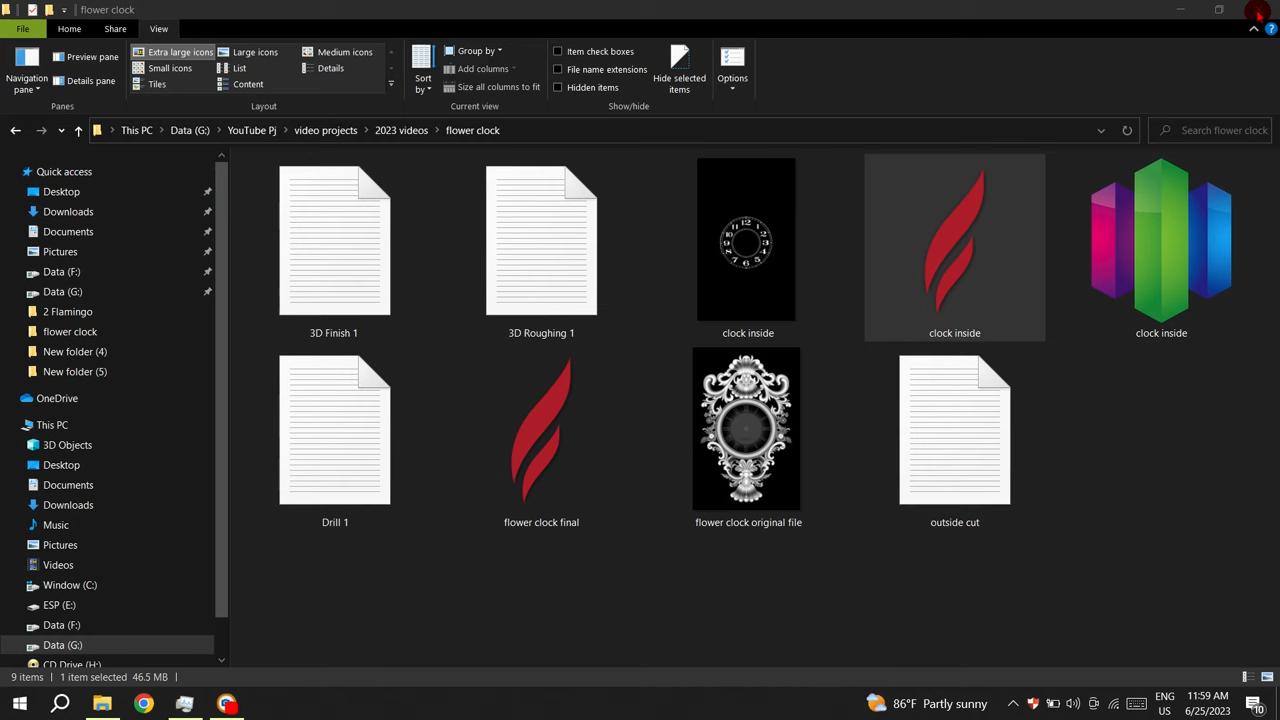 flower clock
File
Home
Share
View
Navigation
pane
Preview pane
Details pane
Panes
Extra large icons
Large icons
Medium icons
Small icons
List
Details
Tiles
Content
Layout
Sort
by
Group by
Add columns
Size all columns to fit
Current view
Item check boxes
File name extensions
Hidden items
Hide selected
items
Show/hide
Options
This PC
Data (G:)
YouTube Pj
video projects
2023 videos
flower clock
Search flower clock
Quick access
Desktop
Downloads
Documents
Pictures
Data (F:)
Data (G:)
2 Flamingo
flower clock
New folder (4)
New folder (5)
OneDrive
This PC
3D Objects
Desktop
Documents
Downloads
Music
Pictures
Videos
Window (C:)
ESP (E:)
Data (F:)
Data (G:)
CD Drive (H:)
3D Finish 1
3D Roughing 1
clock inside
clock inside
clock inside
Drill 1
flower clock final
flower clock original file
outside cut
9 items
1 item selected 46.5 MB
86°F Partly sunny
ENG
US
11:59 AM
6/25/2023
10